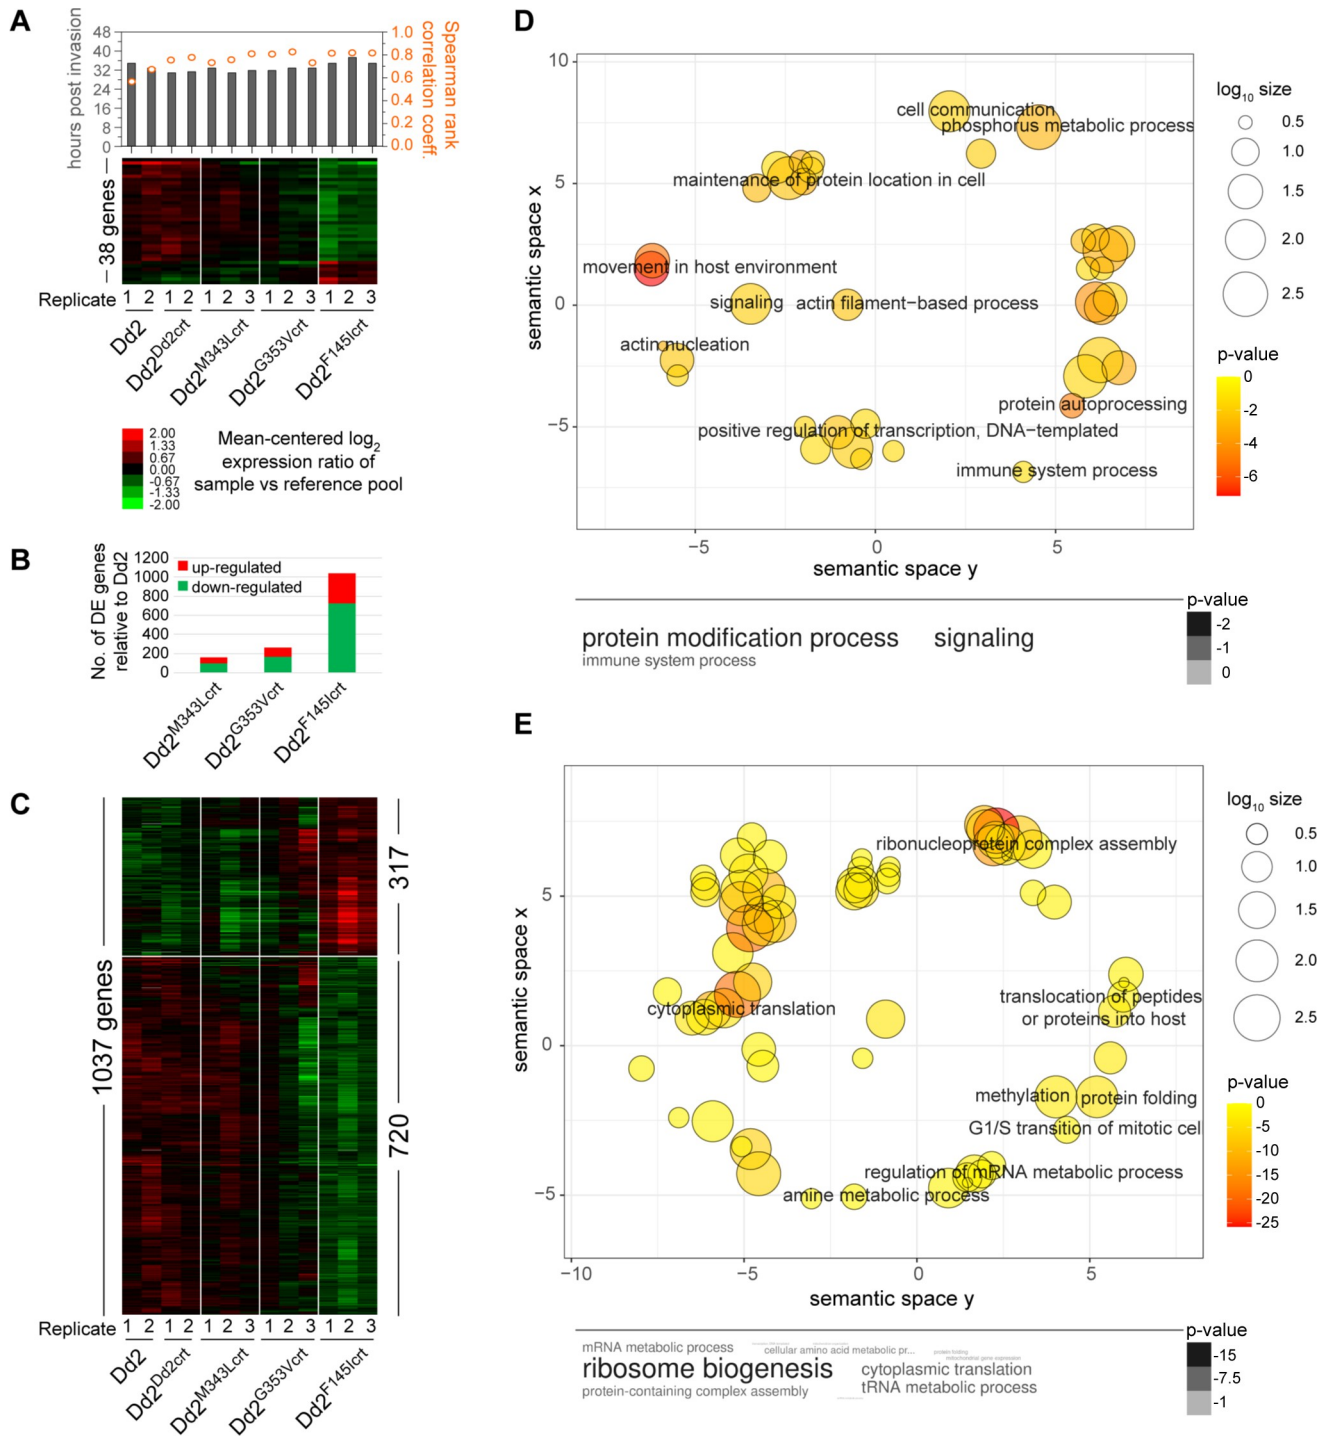 A
hours post invasion
48
40
32
24
16
8
0
1.0
0.8
0.6
0.4
0.2
0.0
Spearman rank
correlation coeff.
38 genes
Replicate 1 2 1 2 1 2 3 1 2 3 1 2 3
Dd2
Dd2Dd2crt
Dd2M343Lcrt
Dd2G353Vcrt
Dd2F145Icrt
2.00
1.33
0.67
0.00
-0.67
-1.33
-2.00
Mean-centered log2
expression ratio of
sample vs reference pool
B
No. of DE genes
relative to Dd2
1200
1000
800
600
400
200
0
up-regulated
down-regulated
Dd2M343Lcrt
Dd2G353Vcrt
Dd2F145Icrt
C
1037 genes
317
720
Replicate 1 2 1 2 1 2 3 1 2 3 1 2 3
Dd2
Dd2Dd2crt
Dd2M343Lcrt
Dd2G353Vcrt
Dd2F145Icrt
D
semantic space x
10
5
0
−5
cell communication
phosphorus metabolic process
maintenance of protein location in cell
movement in host environment
signaling
actin filament−based process
actin nucleation
protein autoprocessing
positive regulation of transcription, DNA−templated
immune system process
−5
0
5
semantic space y
log10 size
0.5
1.0
1.5
2.0
2.5
p-value
0
-2
-4
-6
protein modification process
signaling
immune system process
p-value
-2
-1
0
E
semantic space x
5
0
−5
ribonucleoprotein complex assembly
translocation of peptides
or proteins into host
cytoplasmic translation
methylation
protein folding
G1/S transition of mitotic cel
regulation of mRNA metabolic process
amine metabolic process
−10
−5
0
5
semantic space y
log10 size
0.5
1.0
1.5
2.0
2.5
p-value
0
-5
-10
-15
-20
-25
mRNA metabolic process
cellular amino acid metabolic pr...
protein folding
mitochondrial gene expression
ribosome biogenesis
cytoplasmic translation
protein-containing complex assembly
tRNA metabolic process
p-value
-15
-7.5
-1